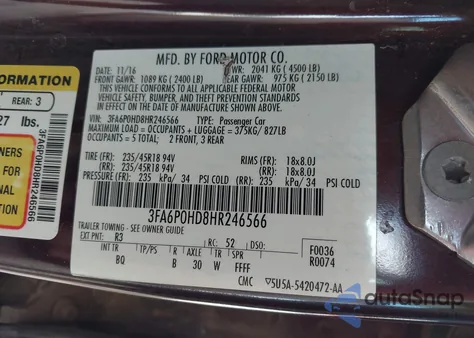 MFD. BY FORD MOTOR CO.
DATE: 11/16 GVWR: 2041 KG ( 4500 LB)
FRONT GAWR: 1089 KG ( 2400 LB) REAR GAWR: 975 KG ( 2150 LB)
THIS VEHICLE CONFORMS TO ALL APPLICABLE FEDERAL MOTOR
VEHICLE SAFETY, BUMPER, AND THEFT PREVENTION STANDARDS IN
EFFECT ON THE DATE OF MANUFACTURE SHOWN ABOVE.
VIN: 3FA6P0HD8HR246566 TYPE: Passenger Car
MAXIMUM LOAD = OCCUPANTS + LUGGAGE = 375KG/ 827LB
OCCUPANTS = 5 TOTAL: 2 FRONT, 3 REAR
TIRE (FR): 235/45R18 94V RIMS (FR): 18x8.0J
(RR): 235/45R18 94V (RR): 18x8.0J
PRESSURE (FR): 235 kPa/ 34 PSI COLD (RR): 235 kPa/ 34 PSI COLD
3FA6P0HD8HR246566
TRAILER TOWING - SEE OWNER GUIDE
EXT PNT: R3 RC: 52 DSO: F0036
INT TR TP/PS R AXLE TR SPR R0074
BQ B 30 W FFFF
CMC 5U5A-5420472-AA
FORMATION
REAR: 3
27 lbs.
NERS
FOR
NAL
ION
3FA6P0HD8HR246566
autoSnap